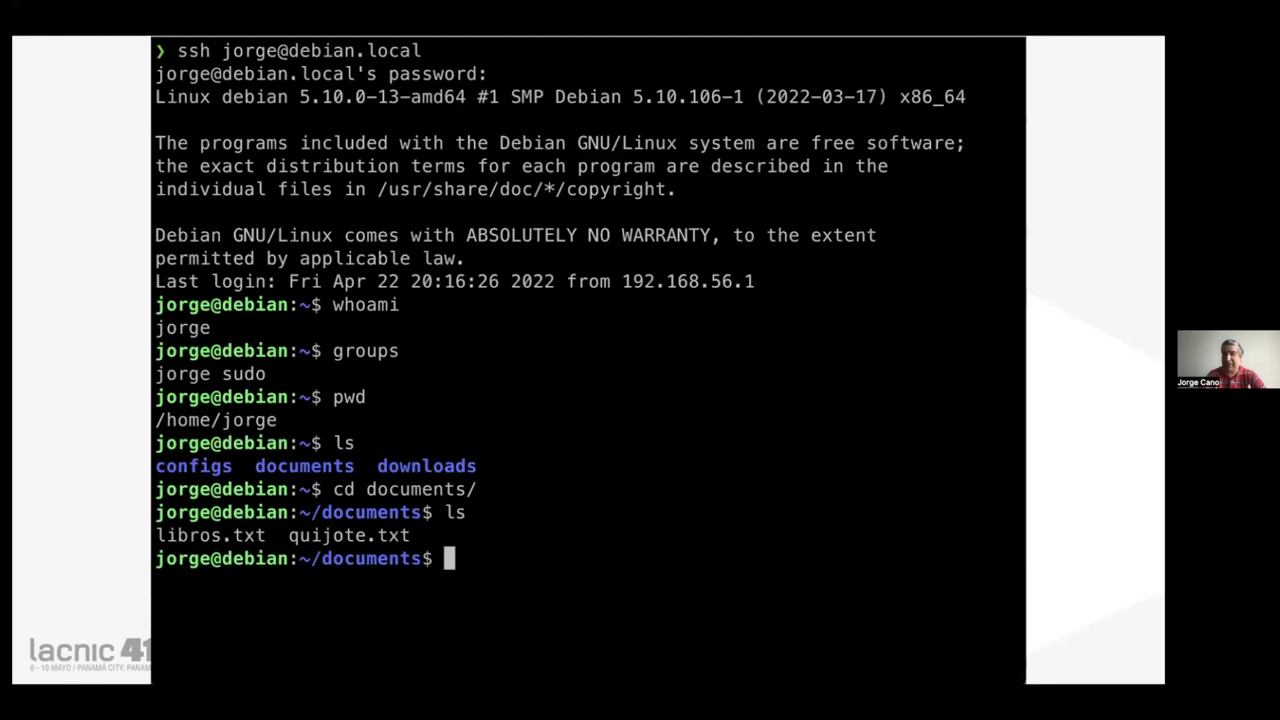 ❯ ssh jorge@debian.local
jorge@debian.local's password:
Linux debian 5.10.0-13-amd64 #1 SMP Debian 5.10.106-1 (2022-03-17) x86_64
The programs included with the Debian GNU/Linux system are free software;
the exact distribution terms for each program are described in the
individual files in /usr/share/doc/*/copyright.
Debian GNU/Linux comes with ABSOLUTELY NO WARRANTY, to the extent
permitted by applicable law.
Last login: Fri Apr 22 20:16:26 2022 from 192.168.56.1
jorge@debian:~$ whoami
jorge
jorge@debian:~$ groups
jorge sudo
jorge@debian:~$ pwd
/home/jorge
jorge@debian:~$ ls
configs  documents  downloads
jorge@debian:~$ cd documents/
jorge@debian:~/documents$ ls
libros.txt  quijote.txt
jorge@debian:~/documents$
Jorge Cano
lacnic 41
6 - 10 MAYO / PANAMÁ CITY, PANAM